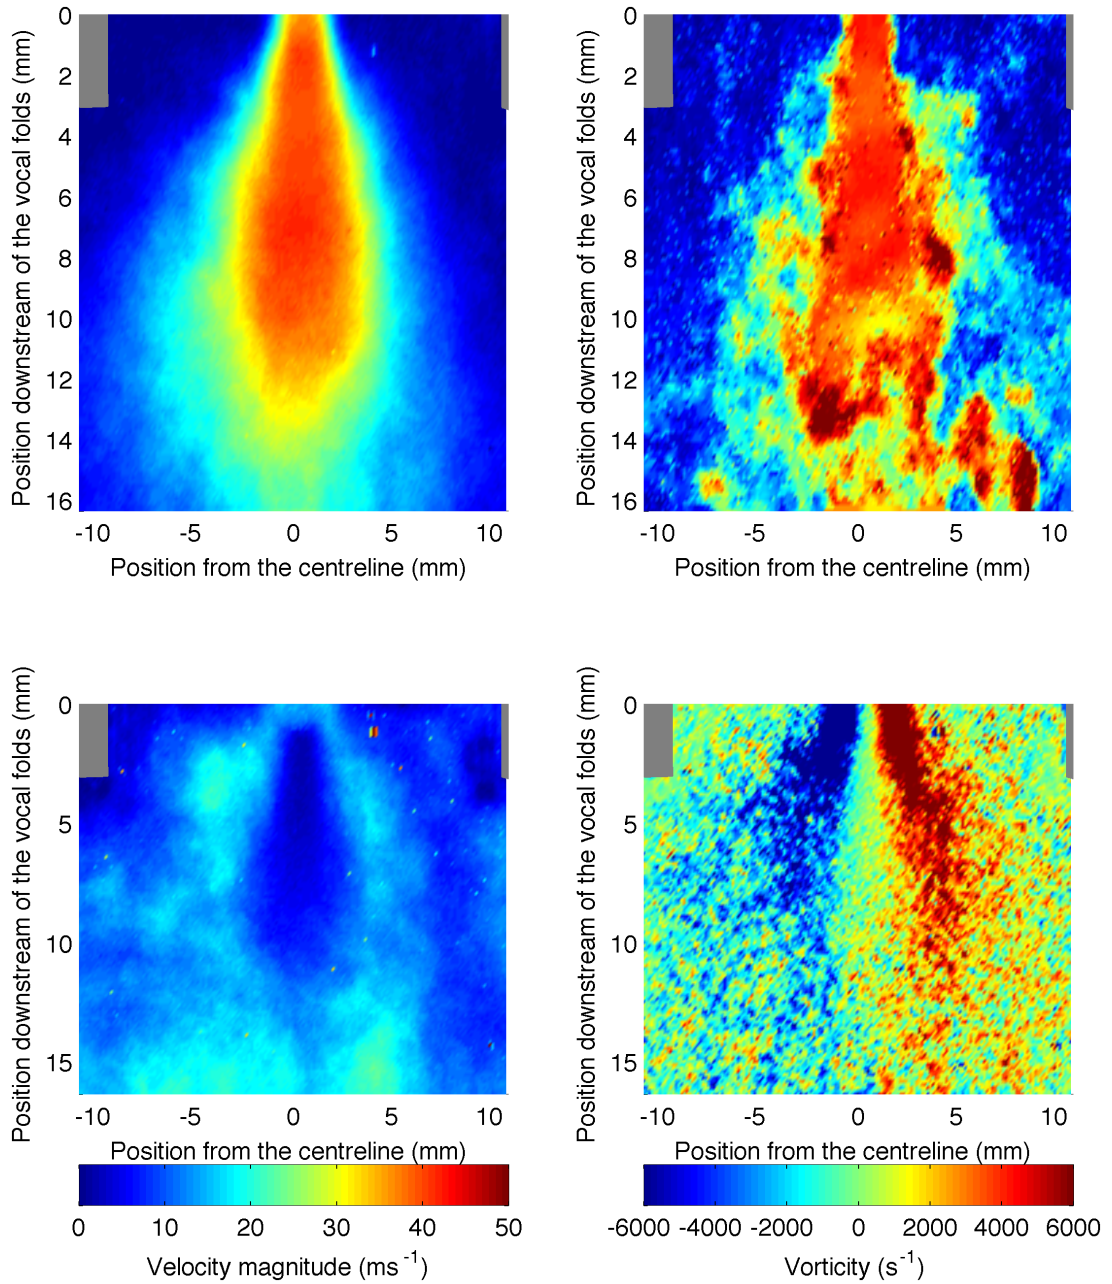 Position downstream of the vocal folds (mm)
0
2
4
6
8
10
12
14
16
-10 -5 0 5 10
Position from the centreline (mm)
Position downstream of the vocal folds (mm)
0
2
4
6
8
10
12
14
16
-10 -5 0 5 10
Position from the centreline (mm)
Position downstream of the vocal folds (mm)
0
5
10
15
-10 -5 0 5 10
Position from the centreline (mm)
0 10 20 30 40 50
Velocity magnitude (ms⁻¹)
Position downstream of the vocal folds (mm)
0
5
10
15
-10 -5 0 5 10
Position from the centreline (mm)
-6000 -4000 -2000 0 2000 4000 6000
Vorticity (s⁻¹)